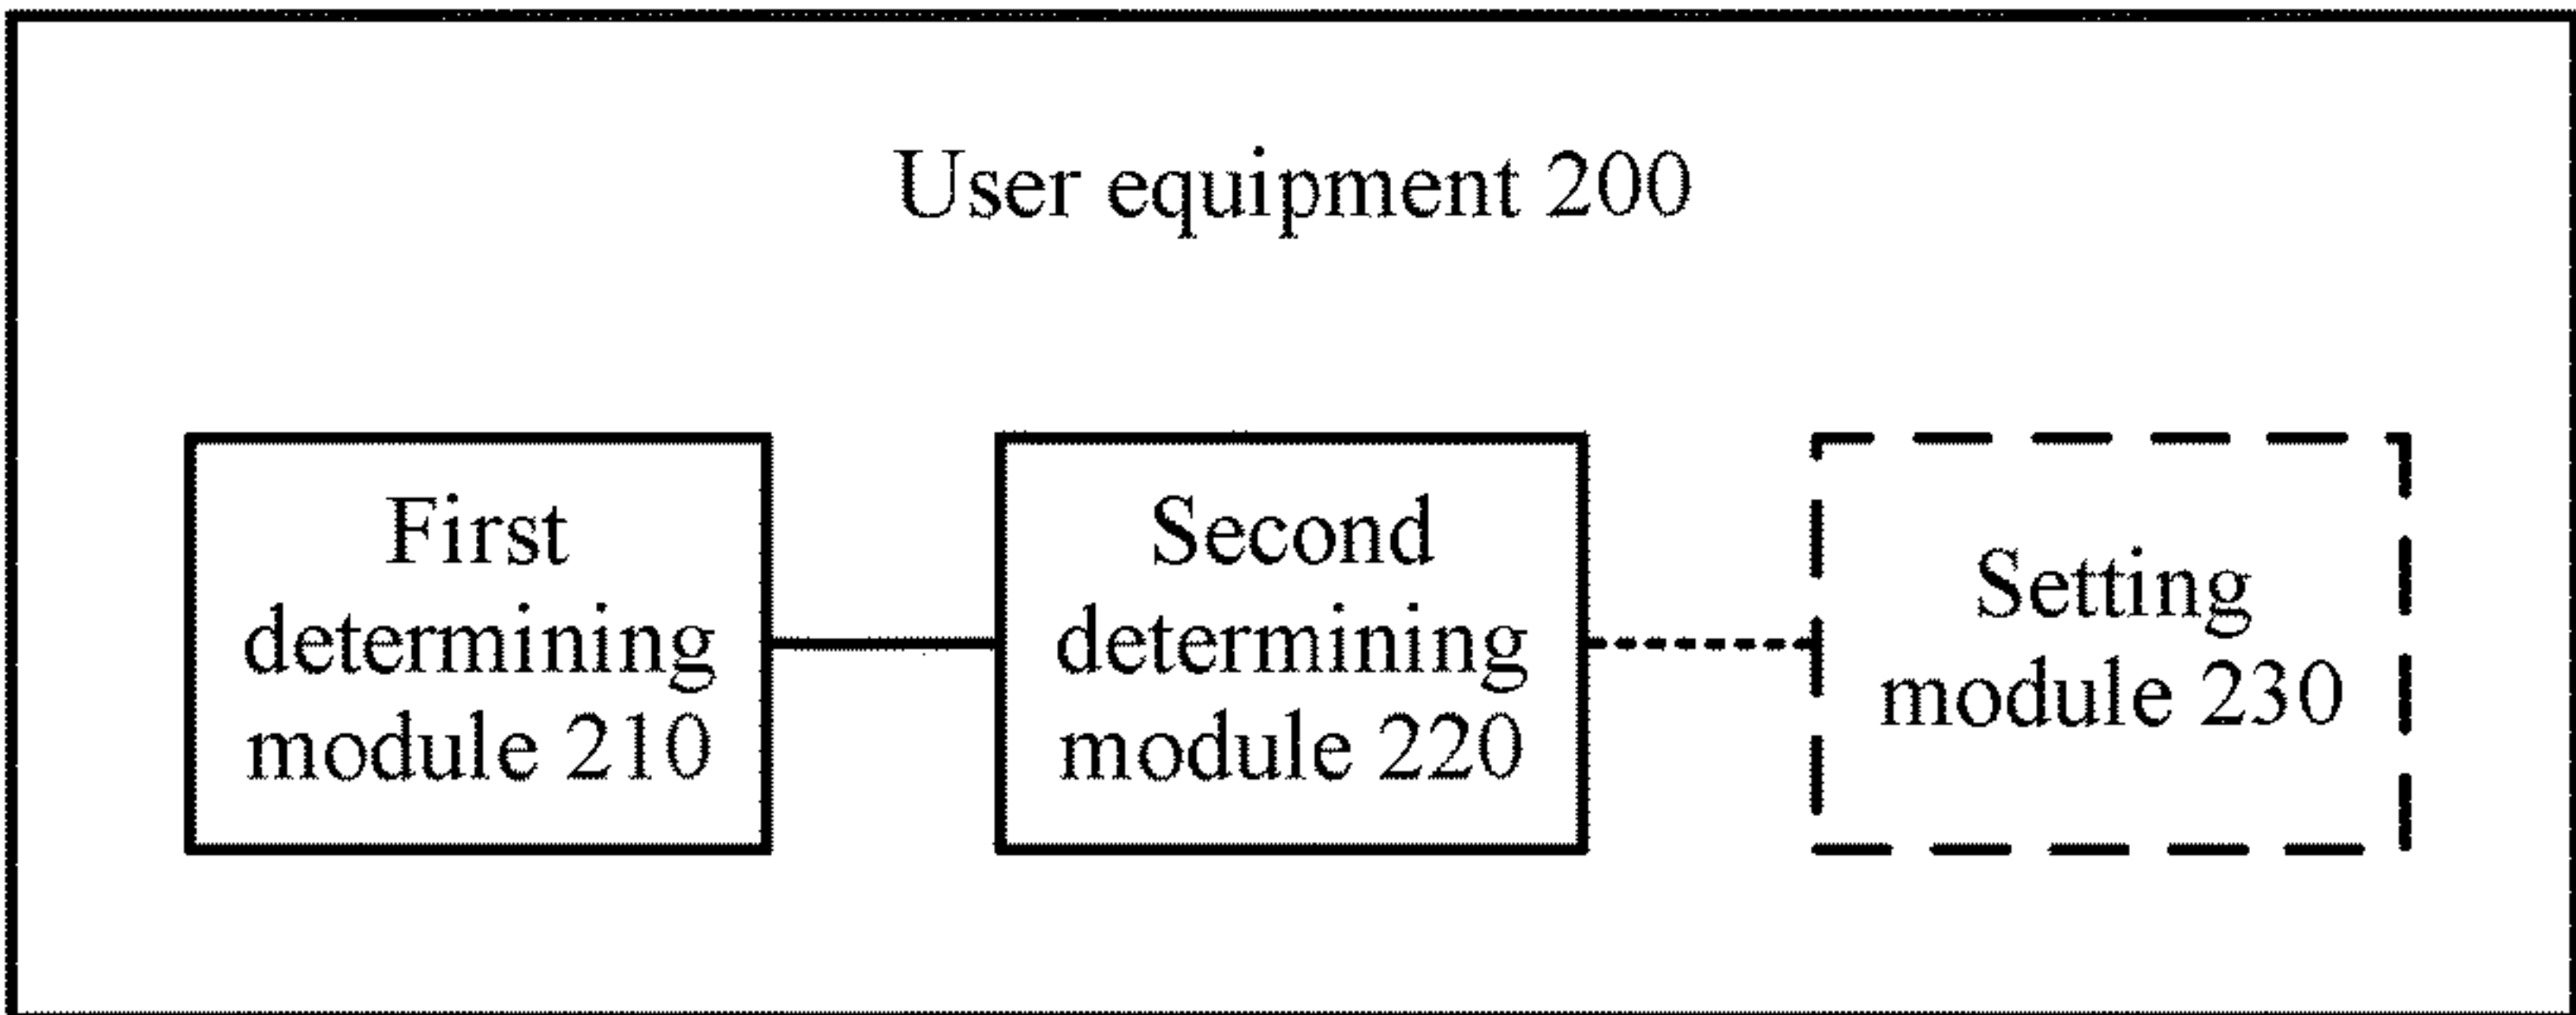 User equipment 200
First
determining
module 210
Second
determining
module 220
Setting
module 230